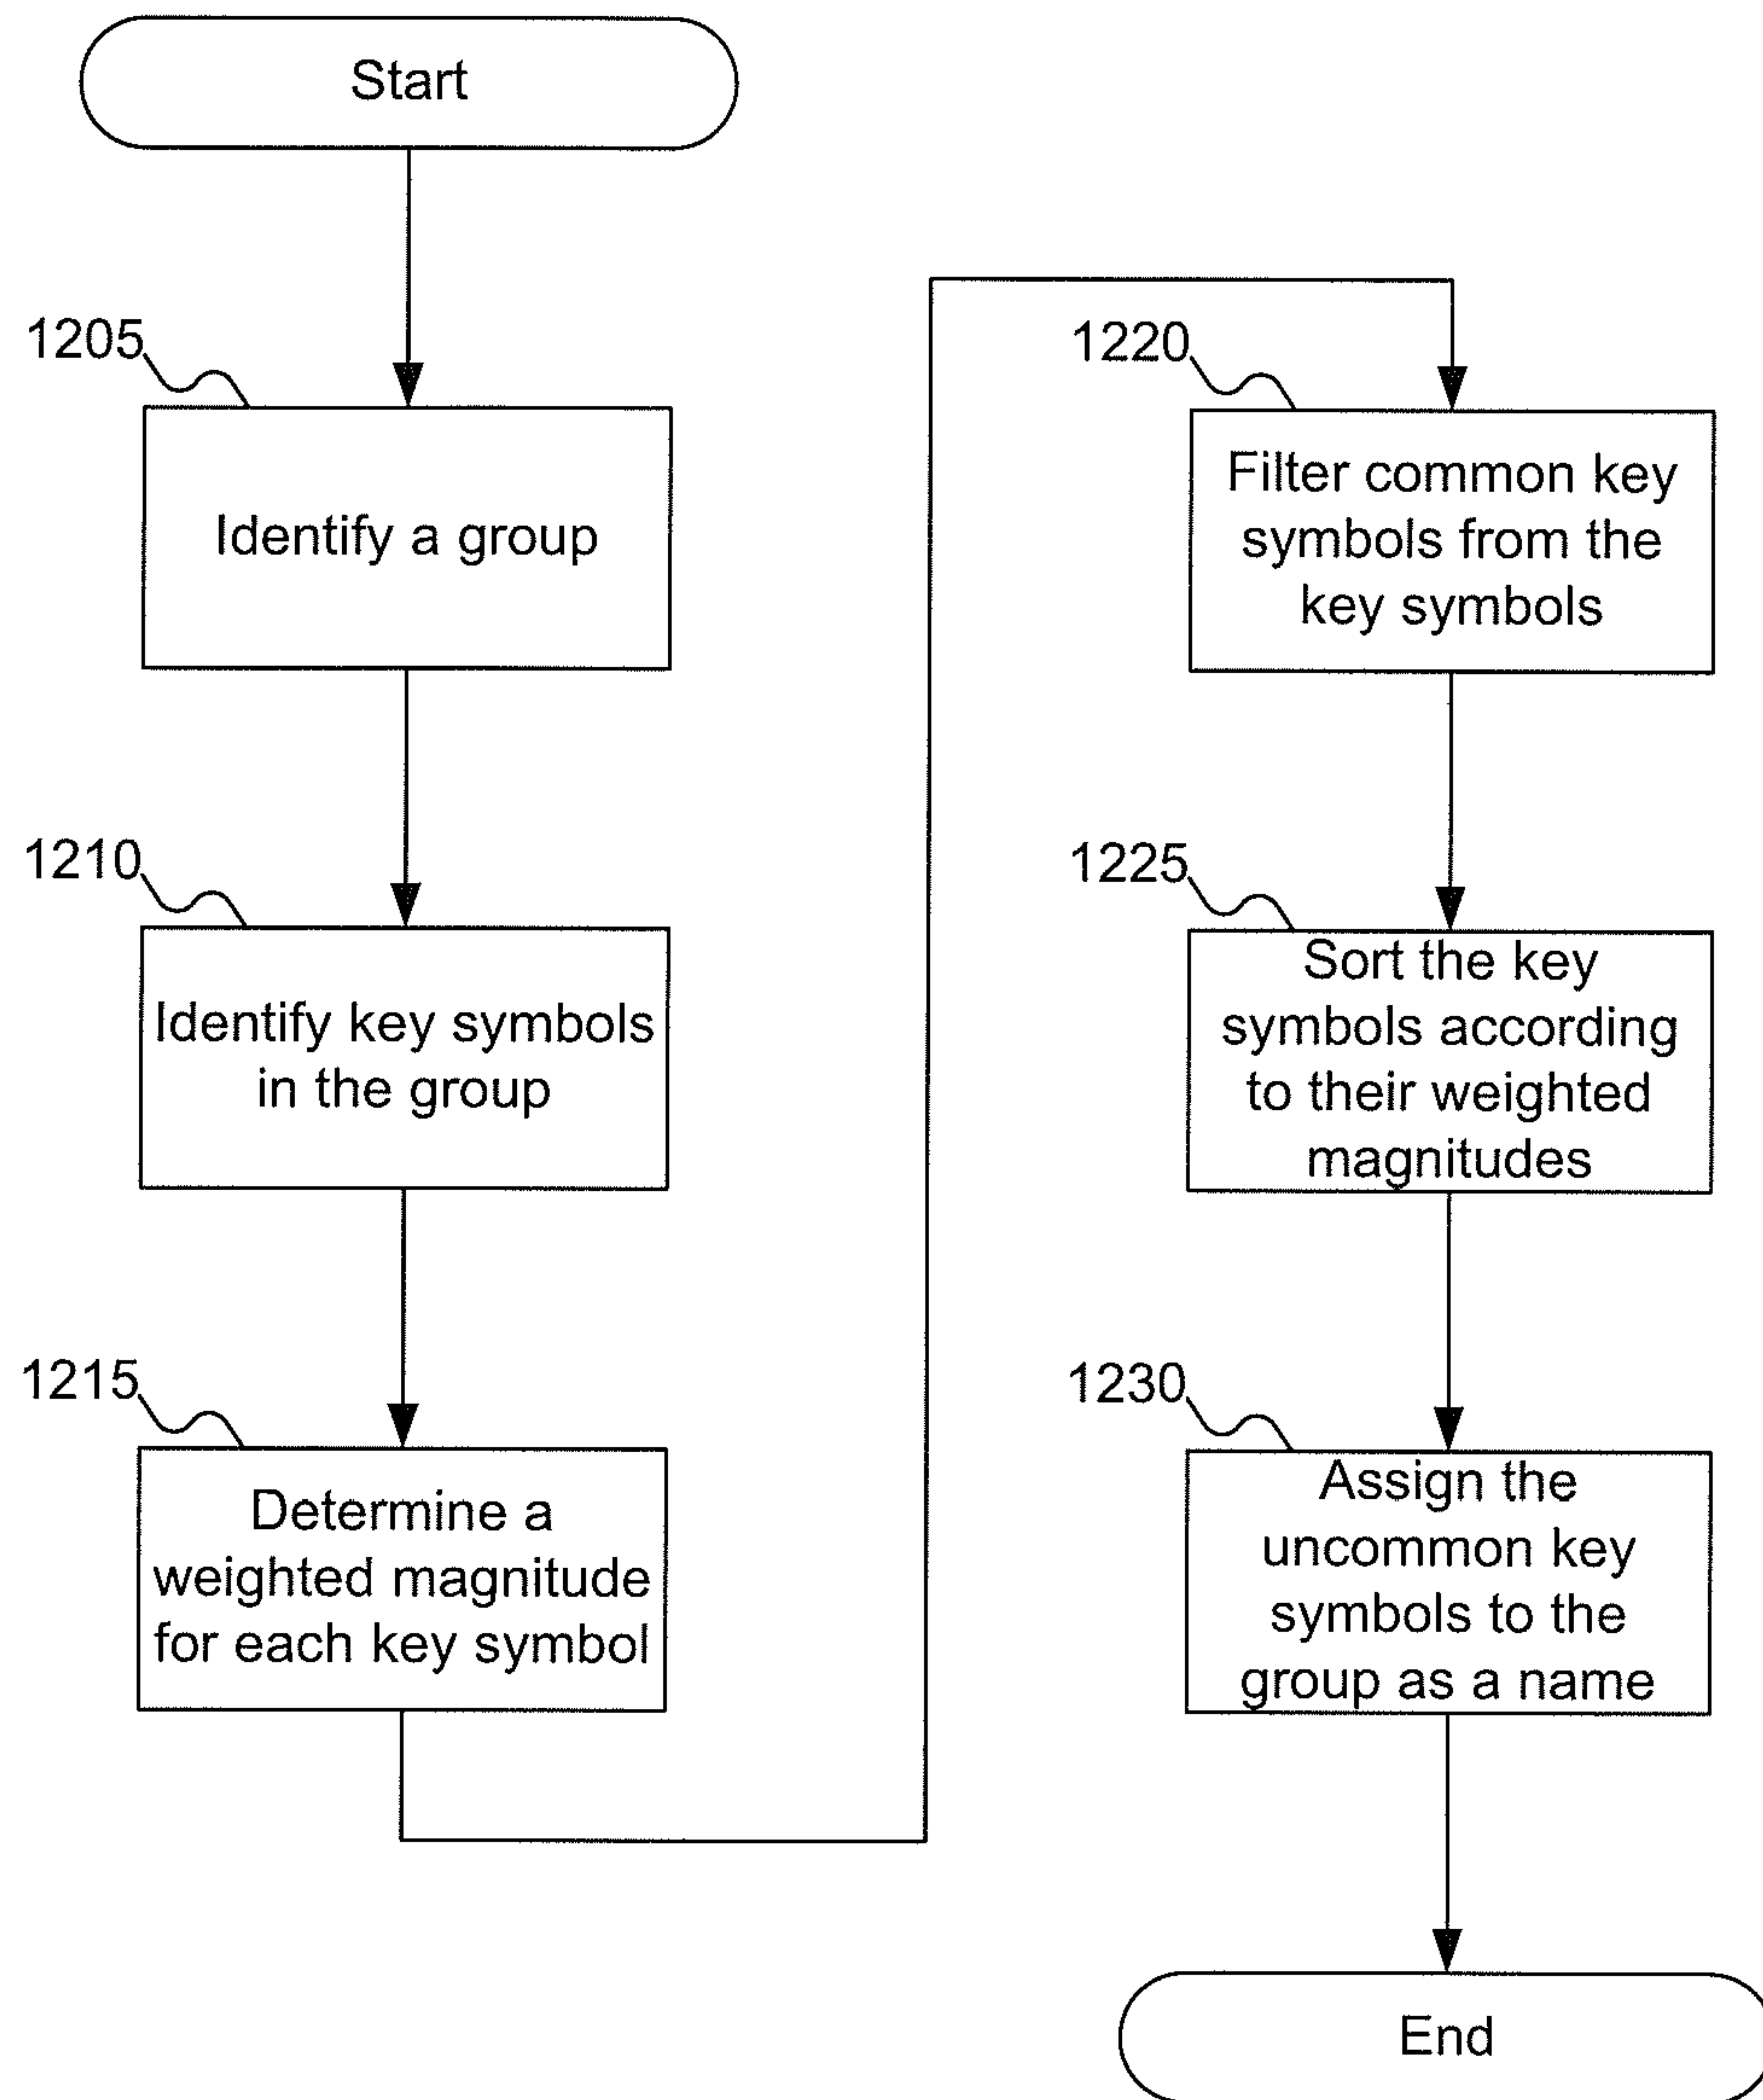 Start
1205
Identify a group
1210
Identify key symbols
in the group
1215
Determine a
weighted magnitude
for each key symbol
1220
Filter common key
symbols from the
key symbols
1225
Sort the key
symbols according
to their weighted
magnitudes
1230
Assign the
uncommon key
symbols to the
group as a name
End